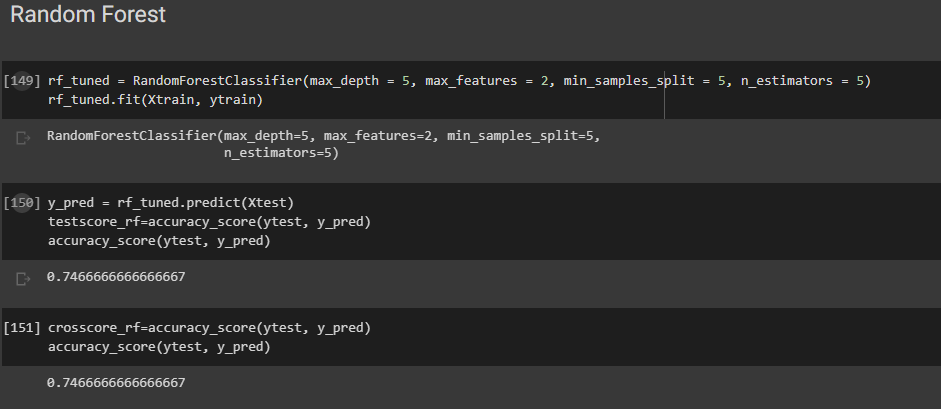 Random Forest
[149] rf_tuned = RandomForestClassifier(max_depth = 5, max_features = 2, min_samples_split = 5, n_estimators = 5)
rf_tuned.fit(Xtrain, ytrain)
RandomForestClassifier(max_depth=5, max_features=2, min_samples_split=5,
n_estimators=5)
[150] y_pred = rf_tuned.predict(Xtest)
testscore_rf=accuracy_score(ytest, y_pred)
accuracy_score(ytest, y_pred)
0.7466666666666667
[151] crosscore_rf=accuracy_score(ytest, y_pred)
accuracy_score(ytest, y_pred)
0.7466666666666667